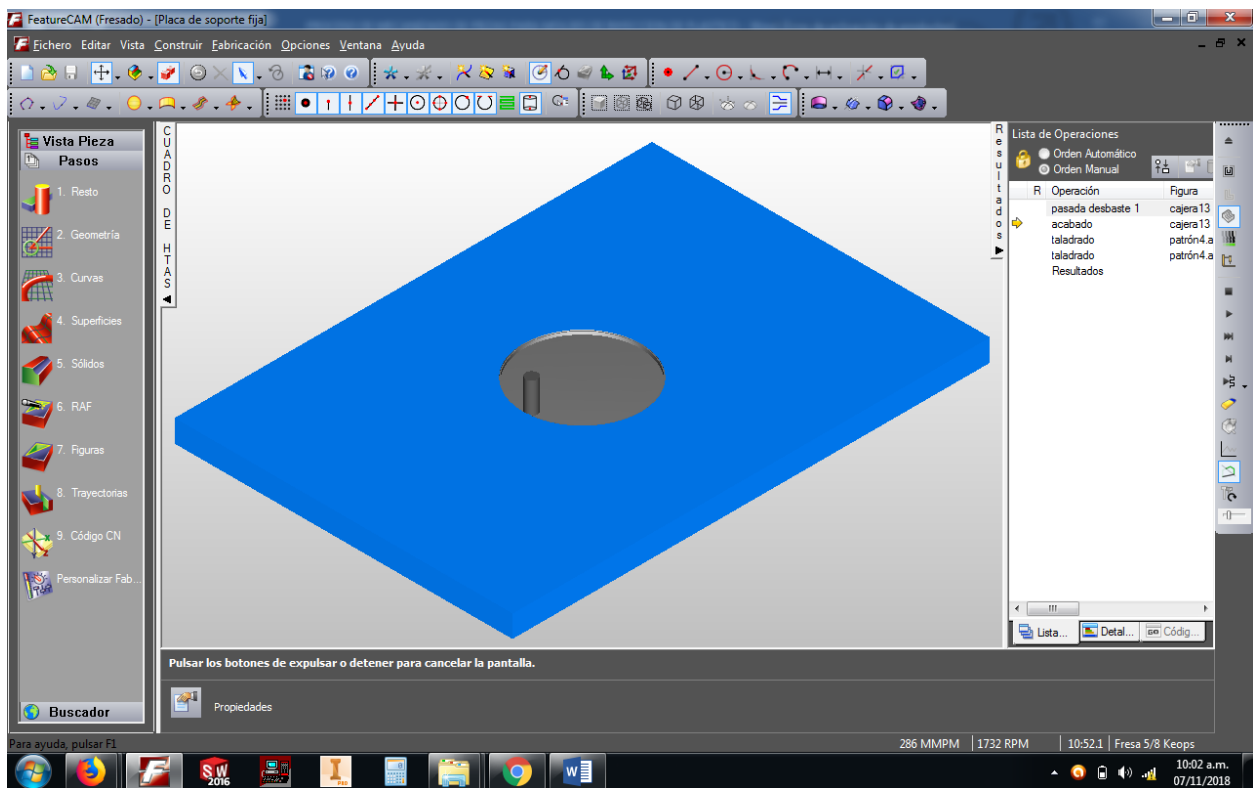 FeatureCAM (Fresado) - [Placa de soporte fija]
Fichero Editar Vista Construir Fabricación Opciones Ventana Ayuda
Vista Pieza
Pasos
1. Resto
2. Geometría
3. Curvas
4. Superficies
5. Sólidos
6. RAF
7. Figuras
8. Trayectorias
9. Código CN
Personalizar Fab...
Buscador
CUADRO DE HTAS
Resultados
Lista de Operaciones
Orden Automático
Orden Manual
R Operación Figura
pasada desbaste 1 cajera13
acabado cajera13
taladrado patrón4.a
taladrado patrón4.a
Resultados
Lista... Detal... Códig...
Pulsar los botones de expulsar o detener para cancelar la pantalla.
Propiedades
Para ayuda, pulsar F1
286 MMPM 1732 RPM 10:52.1 Fresa 5/8 Keops
SW 2016
I PRO
W
10:02 a.m.
07/11/2018